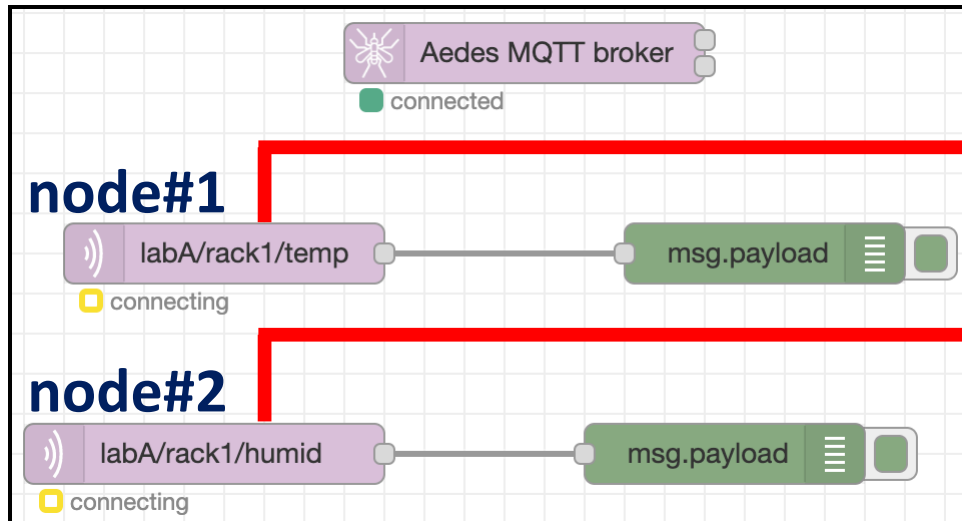 Aedes MQTT broker
connected
node#1
labA/rack1/temp
msg.payload
connecting
node#2
labA/rack1/humid
msg.payload
connecting